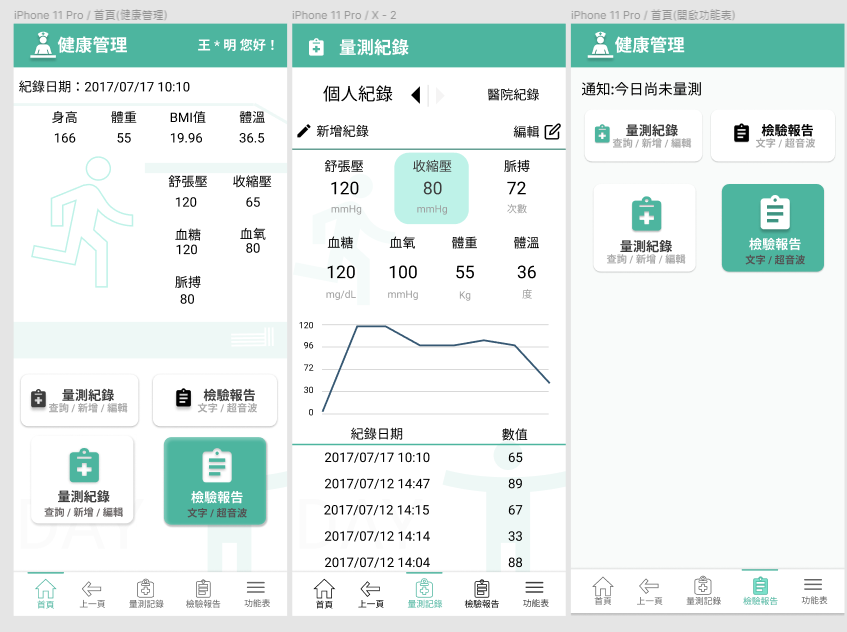 iPhone 11 Pro / 首頁(健康管理)
健康管理
王*明 您好！
紀錄日期：2017/07/17 10:10
身高 體重 BMI值 體溫
166 55 19.96 36.5
舒張壓 收縮壓
120 65
血糖 血氧
120 80
脈搏
80
量測紀錄
查詢 / 新增 / 編輯
檢驗報告
文字 / 超音波
量測紀錄
查詢 / 新增 / 編輯
檢驗報告
文字 / 超音波
DAY
首頁 上一頁 量測記錄 檢驗報告 功能表
iPhone 11 Pro / X - 2
量測紀錄
個人紀錄 醫院紀錄
新增紀錄 編輯
舒張壓 收縮壓 脈搏
120 80 72
mmHg mmHg 次數
血糖 血氧 體重 體溫
120 100 55 36
mg/dL mmHg Kg 度
120
96
72
30
0
紀錄日期 數值
2017/07/17 10:10 65
2017/07/12 14:47 89
2017/07/12 14:15 67
2017/07/12 14:14 33
2017/07/12 14:04 88
DAY
首頁 上一頁 量測記錄 檢驗報告 功能表
iPhone 11 Pro / 首頁(開啟功能表)
健康管理
通知:今日尚未量測
量測紀錄
查詢 / 新增 / 編輯
檢驗報告
文字 / 超音波
量測紀錄
查詢 / 新增 / 編輯
檢驗報告
文字 / 超音波
首頁 上一頁 量測記錄 檢驗報告 功能表